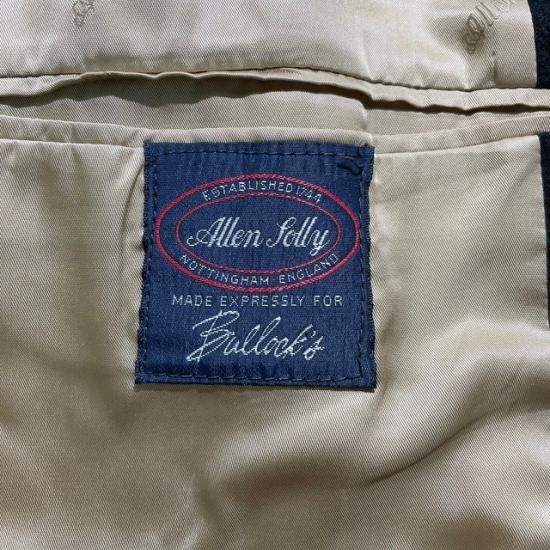 ESTABLISHED 1744
Allen Solly
NOTTINGHAM · ENGLAND
MADE EXPRESSLY FOR
Bullock's